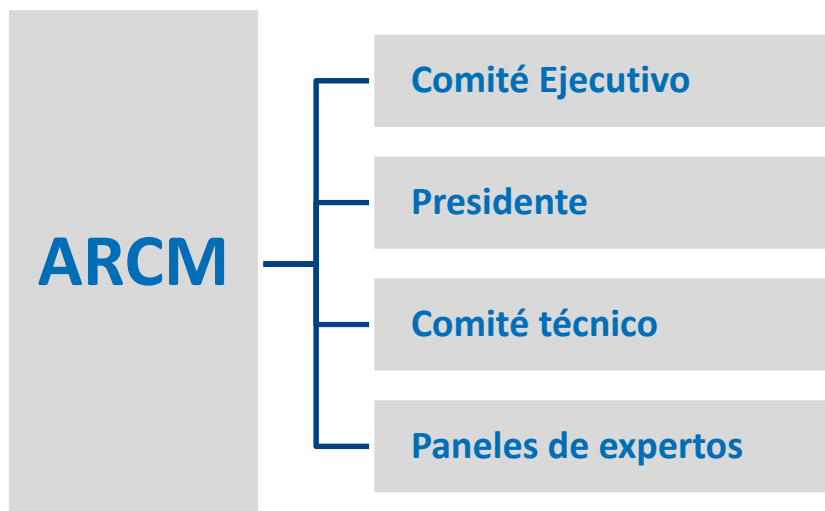 ARCM
Comité Ejecutivo
Presidente
Comité técnico
Paneles de expertos